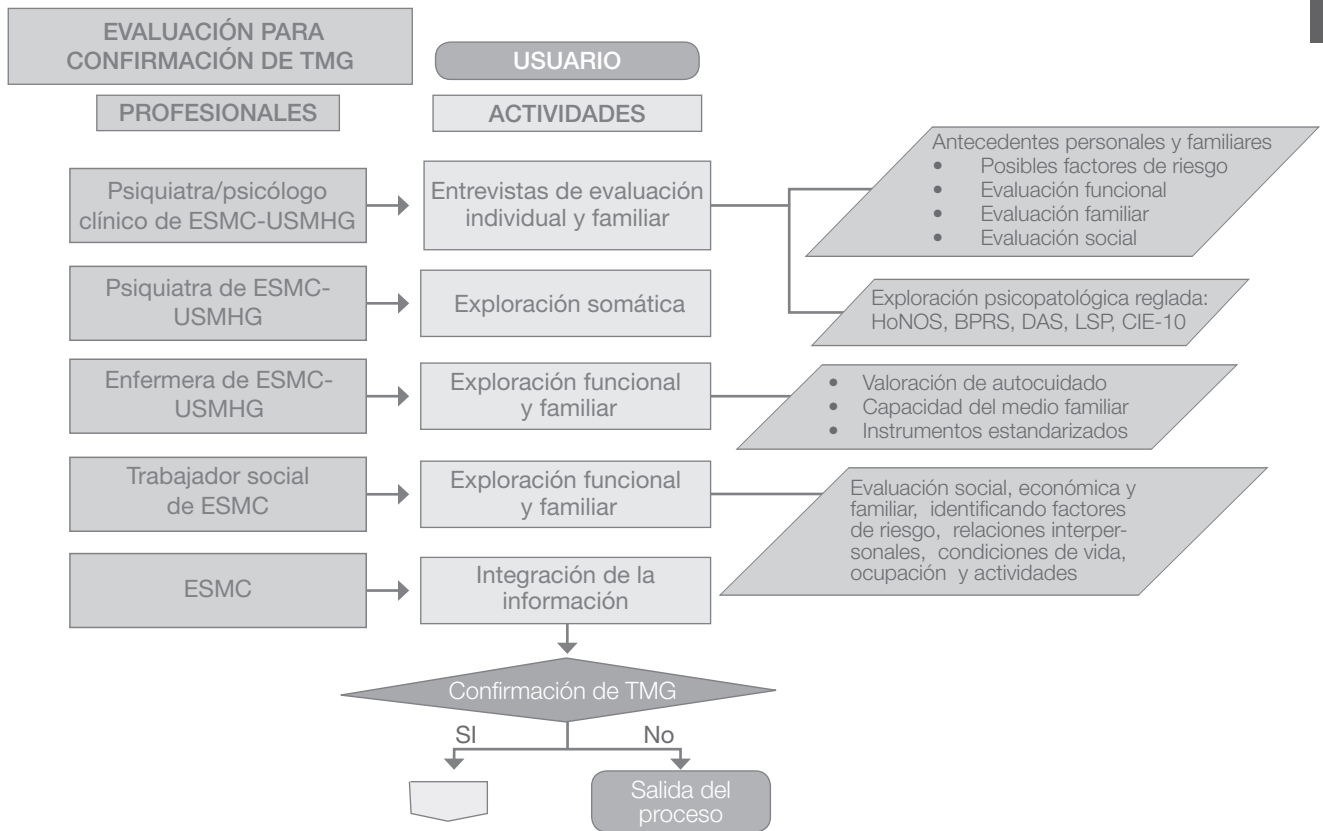 EVALUACIÓN PARA
CONFIRMACIÓN DE TMG
USUARIO
PROFESIONALES
ACTIVIDADES
Psiquiatra/psicólogo
clínico de ESMC-USMHG
Entrevistas de evaluación
individual y familiar
Antecedentes personales y familiares
• Posibles factores de riesgo
• Evaluación funcional
• Evaluación familiar
• Evaluación social
Exploración psicopatológica reglada:
HoNOS, BPRS, DAS, LSP, CIE-10
Psiquiatra de ESMC-
USMHG
Exploración somática
Enfermera de ESMC-
USMHG
Exploración funcional
y familiar
• Valoración de autocuidado
• Capacidad del medio familiar
• Instrumentos estandarizados
Trabajador social
de ESMC
Exploración funcional
y familiar
Evaluación social, económica y
familiar, identificando factores
de riesgo, relaciones interper-
sonales, condiciones de vida,
ocupación y actividades
ESMC
Integración de la
información
Confirmación de TMG
SI
No
Salida del
proceso